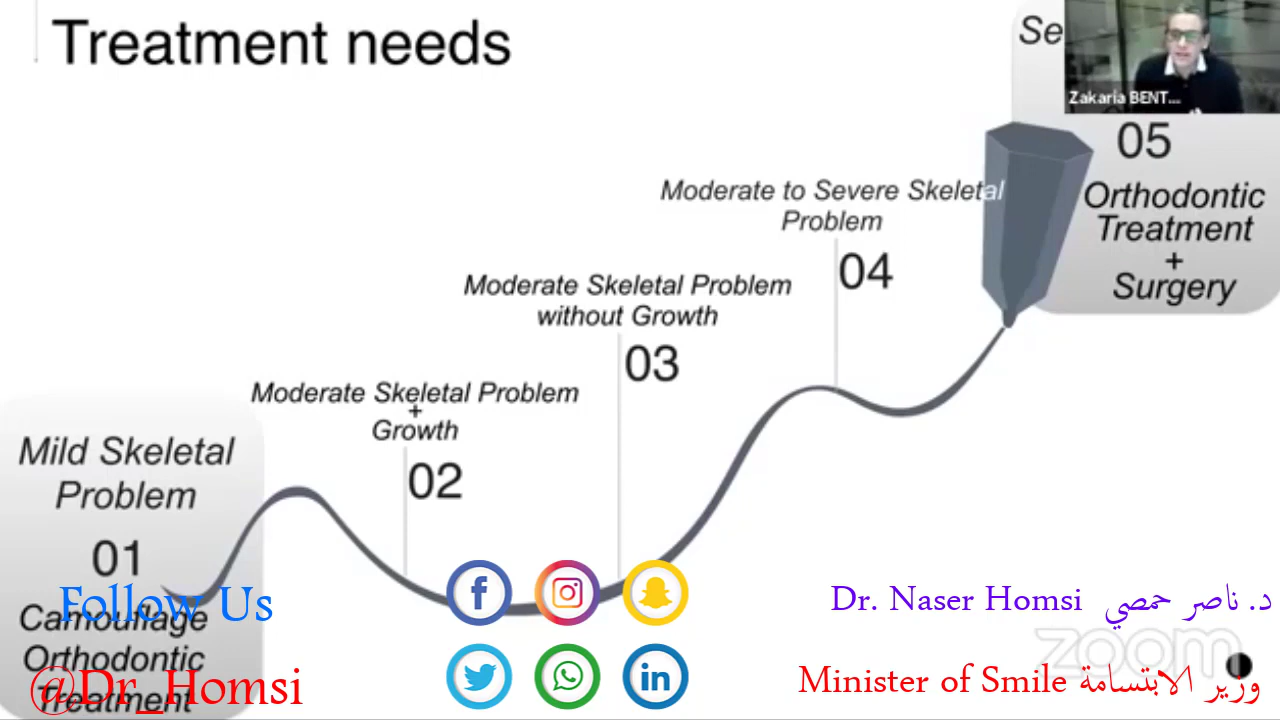 Treatment needs
Se
Zakaria BENT...
05
Orthodontic
Treatment
+
Surgery
Moderate to Severe Skeletal
Problem
04
Moderate Skeletal Problem
without Growth
03
Moderate Skeletal Problem
+
Growth
02
Mild Skeletal
Problem
01
Camouflage
Orthodontic
Treatment
Follow Us
@Dr_Homsi
f
in
Dr. Naser Homsi د. ناصر حمصي
zoom
Minister of Smile وزير الابتسامة